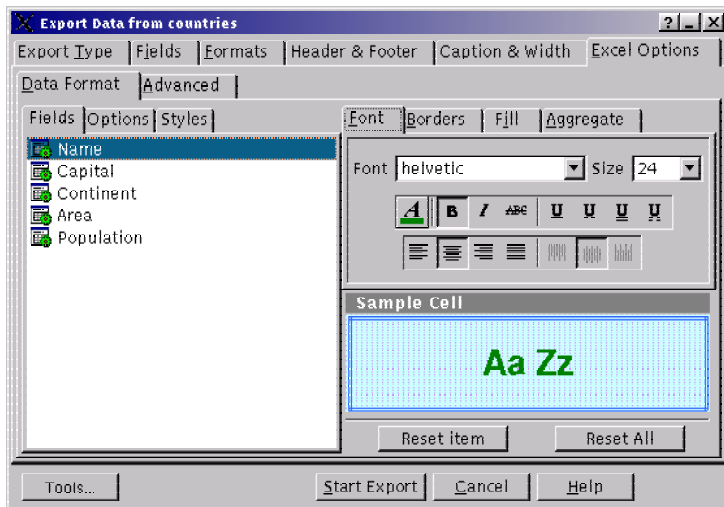 Export Data from countries
Export Type Fields Formats Header & Footer Caption & Width Excel Options
Data Format Advanced
Fields Options Styles
Name
Capital
Continent
Area
Population
Font Borders Fill Aggregate
Font helvetic Size 24
A B I ABC U U U U
Sample Cell
Aa Zz
Reset item Reset All
Tools... Start Export Cancel Help